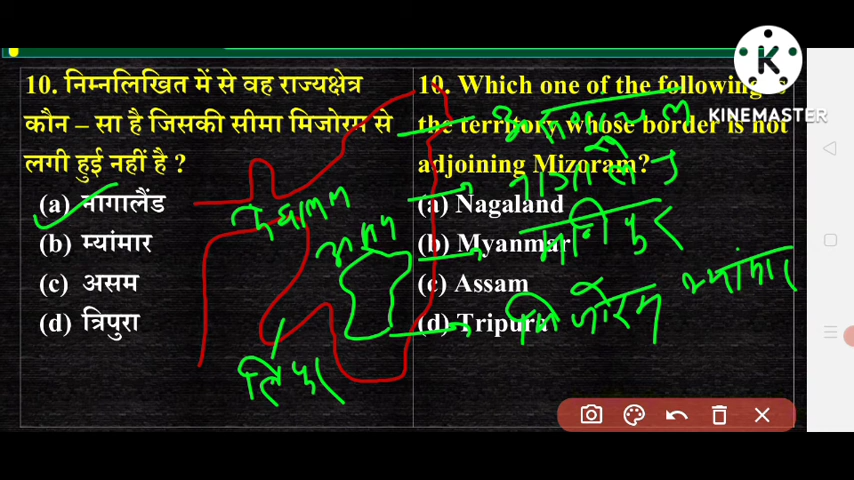 KINEMASTER
10. निम्नलिखित में से वह राज्यक्षेत्र
कौन – सा है जिसकी सीमा मिजोरम से
लगी हुई नहीं है ?
(a) नागालैंड
(b) म्यांमार
(c) असम
(d) त्रिपुरा
10. Which one of the following
the territory whose border is not
adjoining Mizoram?
(a) Nagaland
(b) Myanmar
(c) Assam
(d) Tripura
असम
मनिपुर
मिजोरम म्यांमार